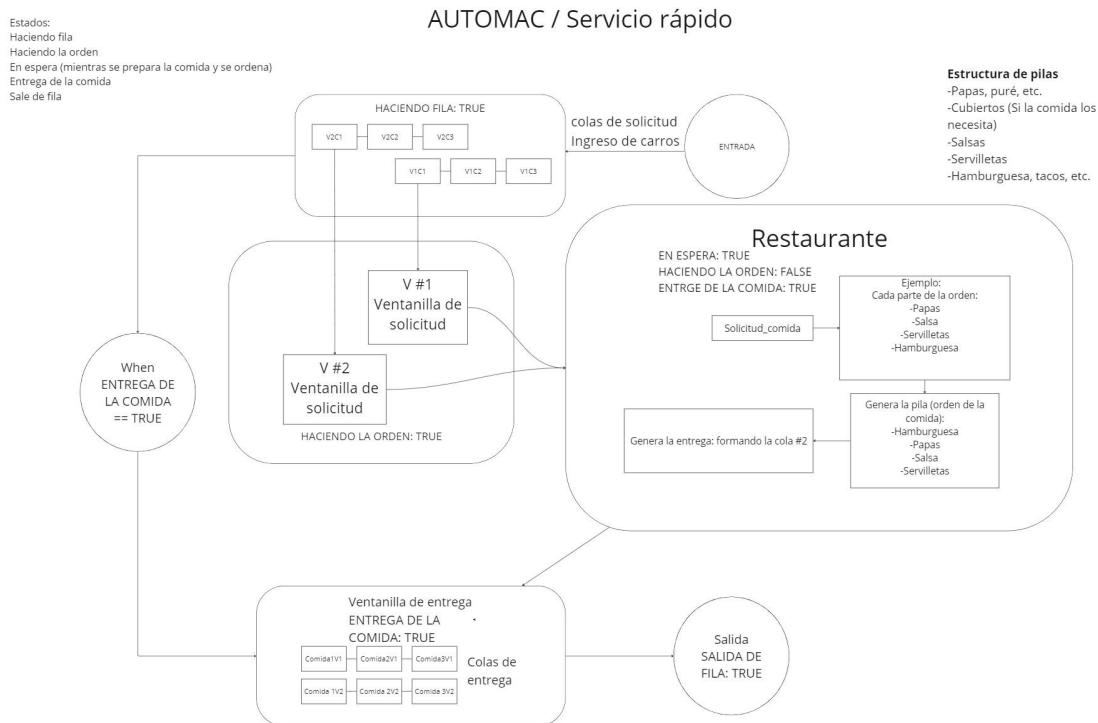 AUTOMAC / Servicio rápido
Estados:
Haciendo fila
Haciendo la orden
En espera (mientras se prepara la comida y se ordena)
Entrega de la comida
Sale de fila
Estructura de pilas
-Papas, puré, etc.
-Cubiertos (Si la comida los
necesita)
-Salsas
-Servilletas
-Hamburguesa, tacos, etc.
HACIENDO FILA: TRUE
V2C1
V2C2
V2C3
V1C1
V1C2
V1C3
colas de solicitud
Ingreso de carros
ENTRADA
V #1
Ventanilla de
solicitud
V #2
Ventanilla de
solicitud
HACIENDO LA ORDEN: TRUE
When
ENTREGA DE
LA COMIDA
== TRUE
Restaurante
EN ESPERA: TRUE
HACIENDO LA ORDEN: FALSE
ENTRGE DE LA COMIDA: TRUE
Solicitud_comida
Ejemplo:
Cada parte de la orden:
-Papas
-Salsa
-Servilletas
-Hamburguesa
Genera la pila (orden de la
comida):
-Hamburguesa
-Papas
-Salsa
-Servilletas
Genera la entrega: formando la cola #2
Ventanilla de entrega
ENTREGA DE LA
COMIDA: TRUE
Comida1V1
Comida2V1
Comida3V1
Comida 1V2
Comida 2V2
Comida 3V2
Colas de
entrega
Salida
SALIDA DE
FILA: TRUE